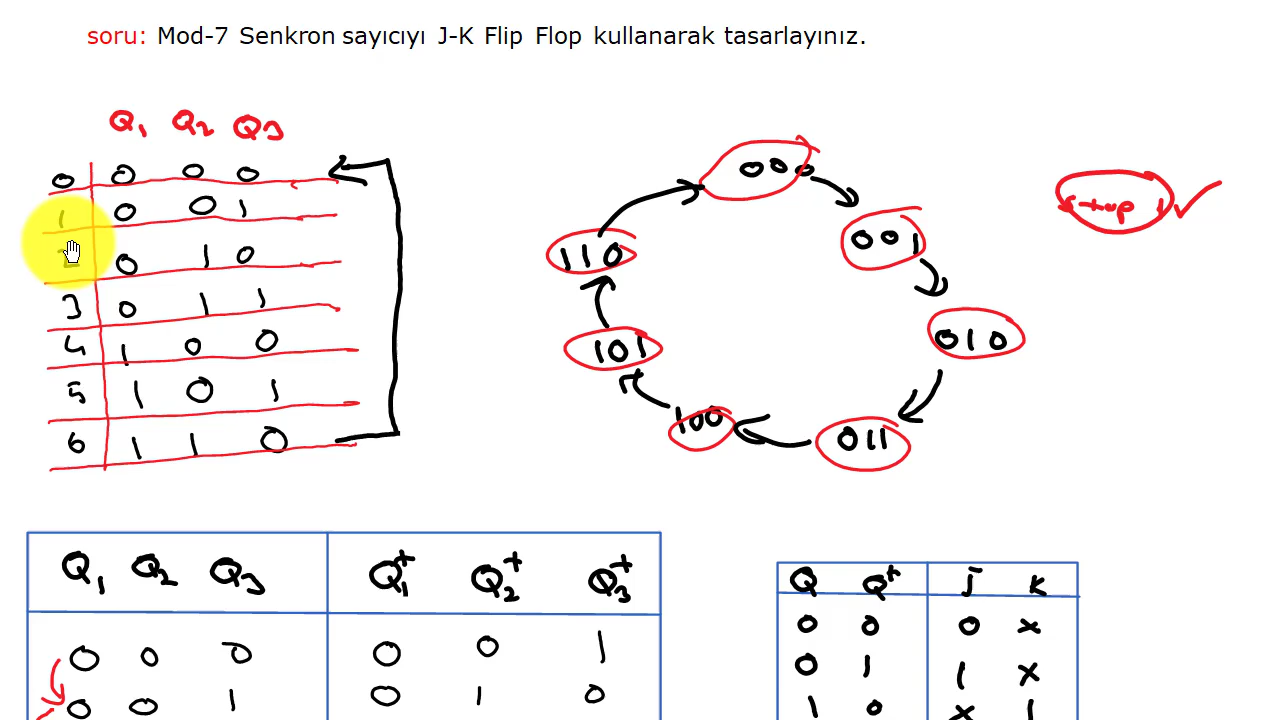 soru: Mod-7 Senkron sayıcıyı J-K Flip Flop kullanarak tasarlayınız.
Q1 Q2 Q3
0 0 0 0
1 0 0 1
2 0 1 0
3 0 1 1
4 1 0 0
5 1 0 1
6 1 1 0
000
001
010
011
100
101
110
Q1 Q2 Q3 Q1+ Q2+ Q3+
0 0 0 0 0 1
0 0 1 0 1 0
Q Q+ J K
0 0 0 x
0 1 1 x
1 0 x 1